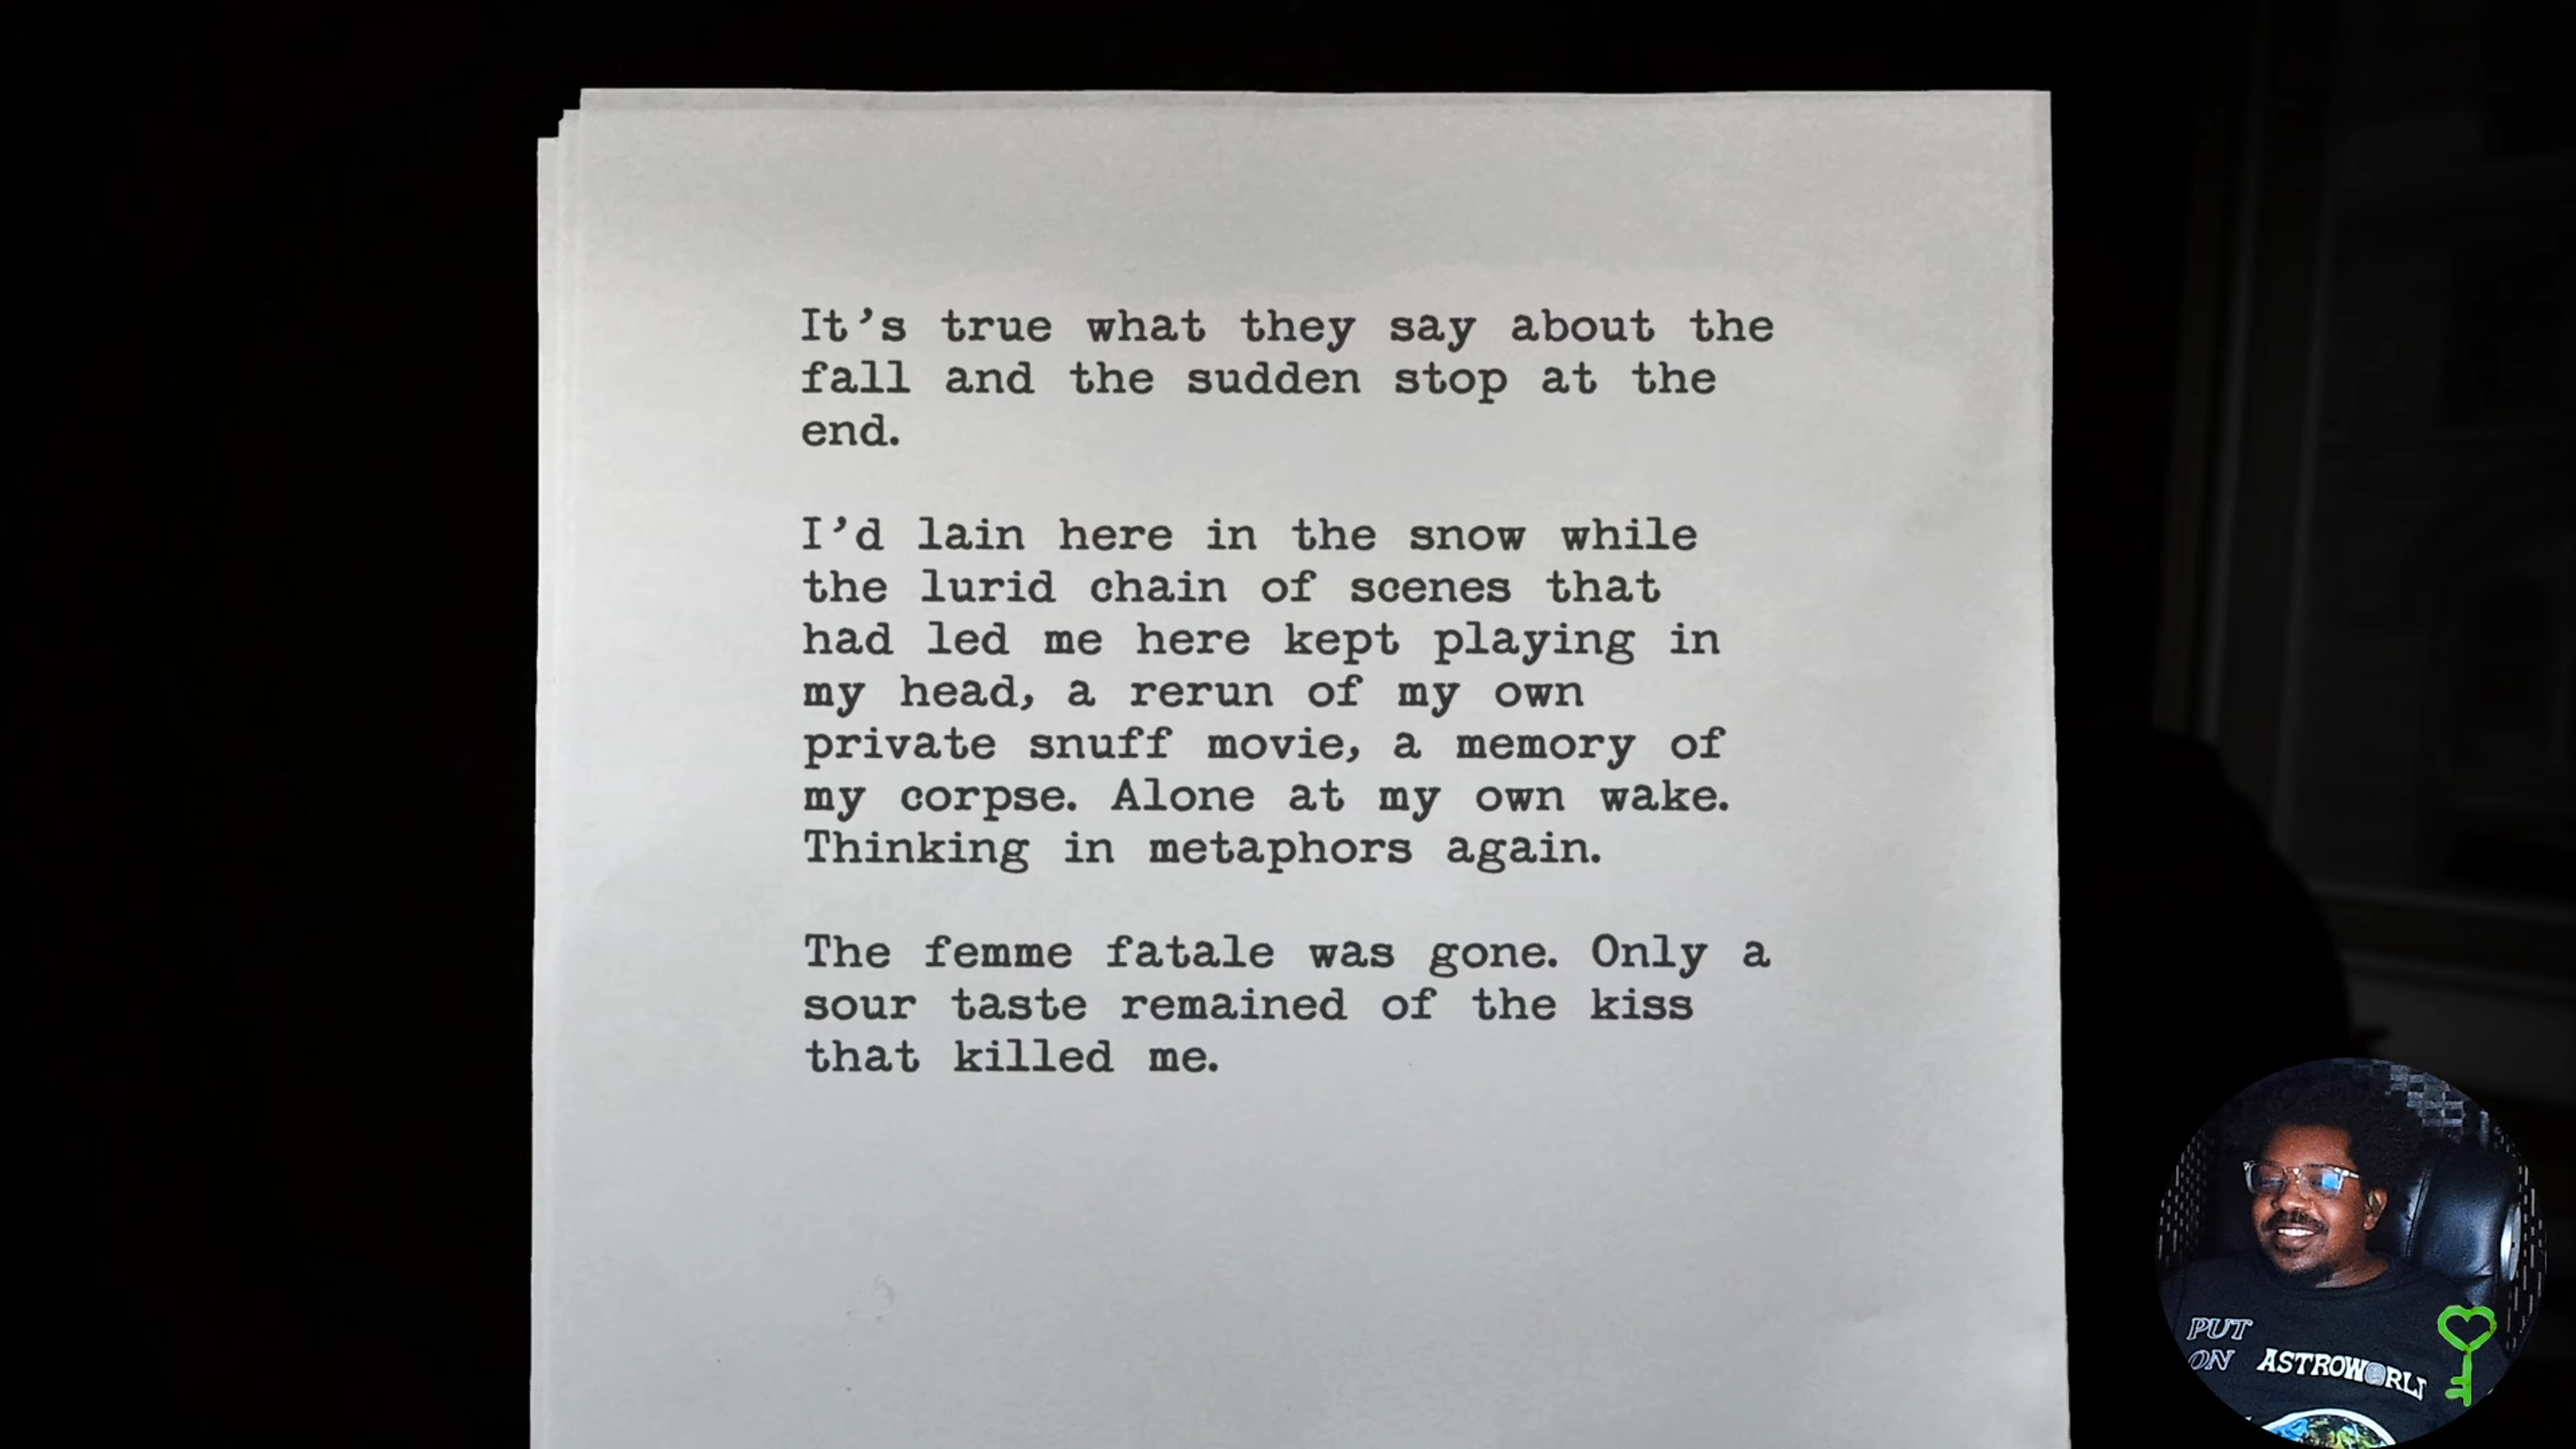 It’s true what they say about the
fall and the sudden stop at the
end.
I’d lain here in the snow while
the lurid chain of scenes that
had led me here kept playing in
my head, a rerun of my own
private snuff movie, a memory of
my corpse. Alone at my own wake.
Thinking in metaphors again.
The femme fatale was gone. Only a
sour taste remained of the kiss
that killed me.
PUT
ON ASTROWORL